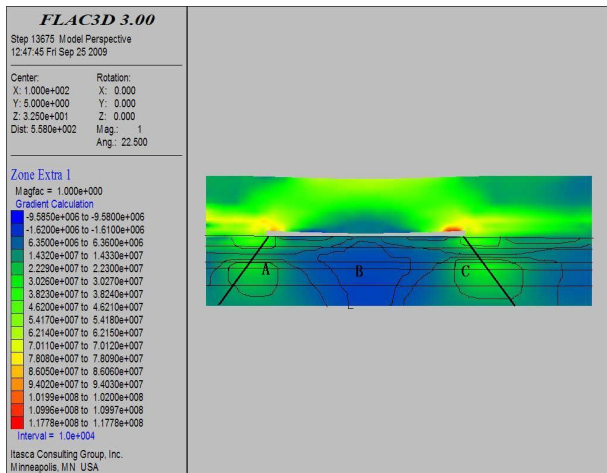 FLAC3D 3.00
Step 13675 Model Perspective
12:47:45 Fri Sep 25 2009
Center: Rotation:
X: 1.000e+002 X: 0.000
Y: 5.000e+000 Y: 0.000
Z: 3.250e+001 Z: 0.000
Dist: 5.580e+002 Mag.: 1
Ang.: 22.500
Zone Extra 1
Magfac = 1.000e+000
Gradient Calculation
-9.5850e+006 to -9.5800e+006
-1.6200e+006 to -1.6100e+006
6.3500e+006 to 6.3600e+006
1.4320e+007 to 1.4330e+007
2.2290e+007 to 2.2300e+007
3.0260e+007 to 3.0270e+007
3.8230e+007 to 3.8240e+007
4.6200e+007 to 4.6210e+007
5.4170e+007 to 5.4180e+007
6.2140e+007 to 6.2150e+007
7.0110e+007 to 7.0120e+007
7.8080e+007 to 7.8090e+007
8.6050e+007 to 8.6060e+007
9.4020e+007 to 9.4030e+007
1.0199e+008 to 1.0200e+008
1.0996e+008 to 1.0997e+008
1.1778e+008 to 1.1778e+008
Interval = 1.0e+004
Itasca Consulting Group, Inc.
Minneapolis, MN USA
A B C